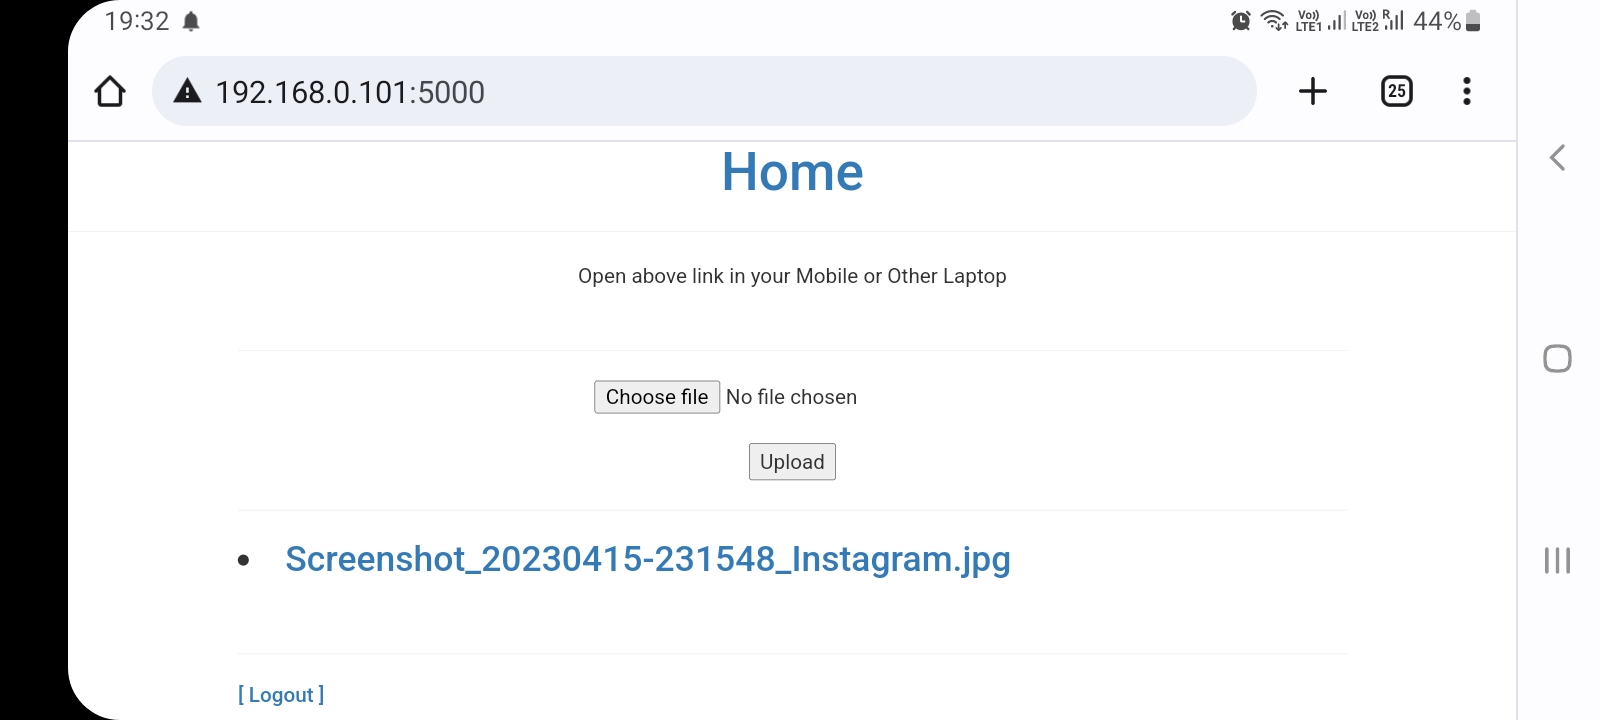 19:32
Vo)) LTE1 Vo)) LTE2 R 44%
192.168.0.101:5000
25
Home
Open above link in your Mobile or Other Laptop
Choose file No file chosen
Upload
Screenshot_20230415-231548_Instagram.jpg
[ Logout ]